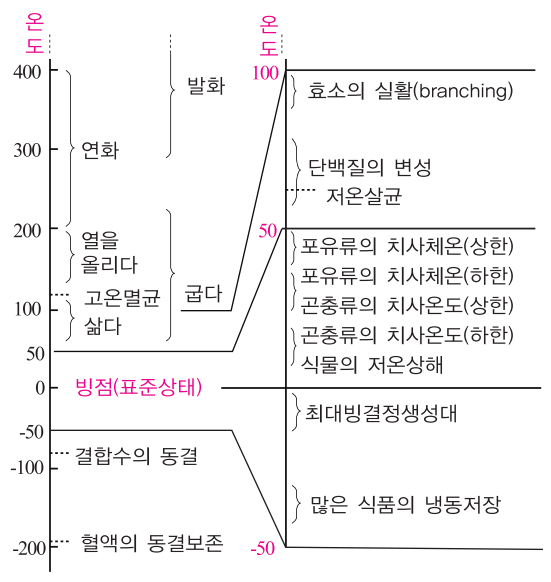 온도
400
300
200
100
50
0
-50
-100
-200
발화
연화
열을
올리다
고온멸균
굽다
삶다
빙점(표준상태)
결합수의 동결
혈액의 동결보존
온도
100
효소의 실활(branching)
단백질의 변성
저온살균
50
포유류의 치사체온(상한)
포유류의 치사체온(하한)
곤충류의 치사온도(상한)
곤충류의 치사온도(하한)
식물의 저온상해
최대빙결정생성대
많은 식품의 냉동저장
-50